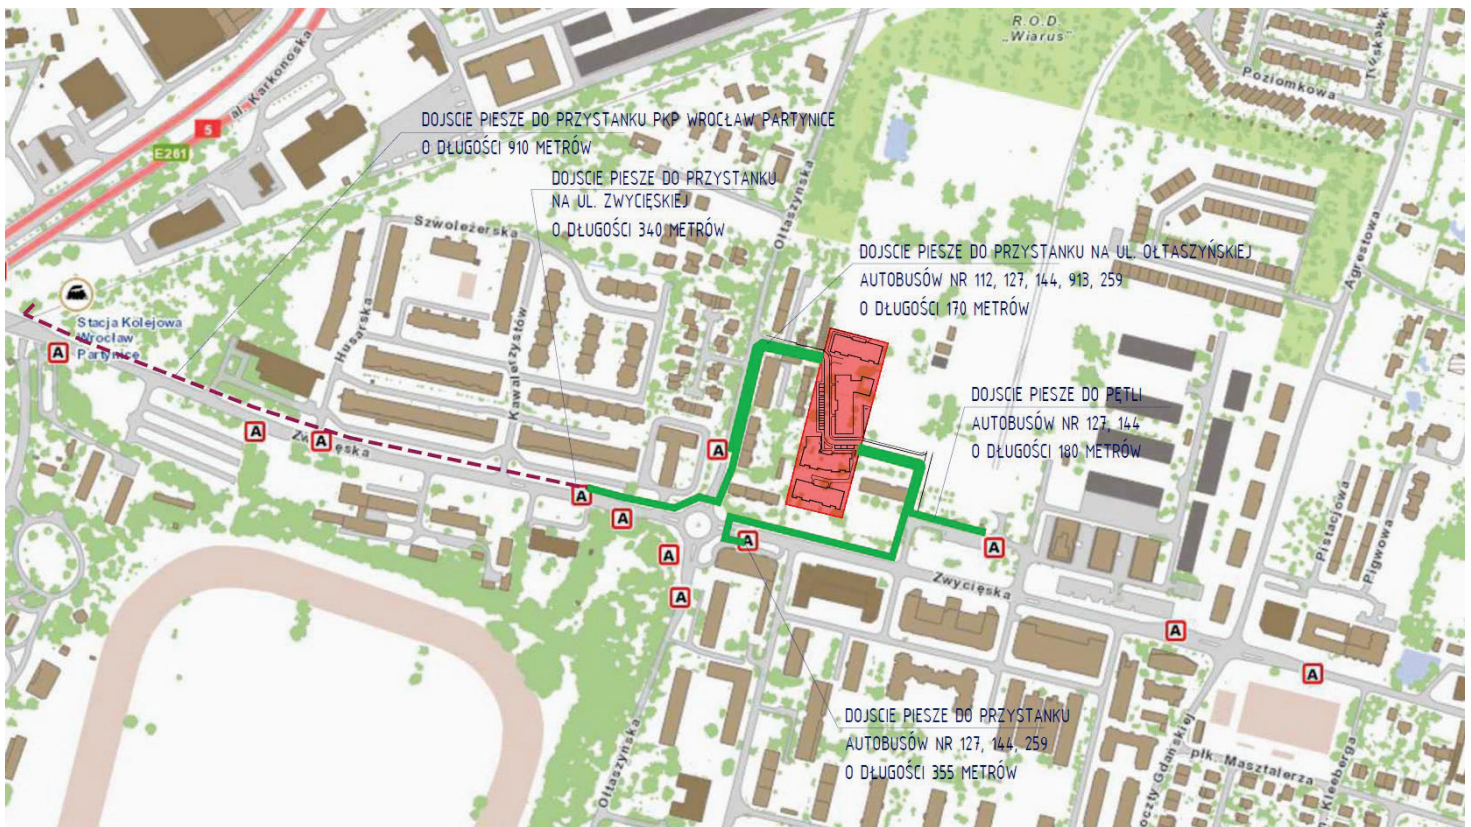 R.O.D.
„Wiarus"
Truskawkowa
Poziomkowa
al. Karkonoska
5
E261
DOJSCIE PIESZE DO PRZYSTANKU PKP WROCŁAW PARTYNICE
O DŁUGOŚCI 910 METRÓW
DOJSCIE PIESZE DO PRZYSTANKU
NA UL. ZWYCIĘSKIEJ
O DŁUGOŚCI 340 METRÓW
Ołtaszyńska
Szwoleżerska
DOJSCIE PIESZE DO PRZYSTANKU NA UL. OŁTASZYŃSKIEJ
AUTOBUSÓW NR 112, 127, 144, 913, 259
O DŁUGOŚCI 170 METRÓW
Agrestowa
Stacja Kolejowa
Wrocław
Partynice
A
Husarska
Kawalerzystów
DOJSCIE PIESZE DO PĘTLI
AUTOBUSÓW NR 127, 144
O DŁUGOŚCI 180 METRÓW
A
A
Zwycięska
A
A
A
A
A
A
A
A
Zwycięska
Pistacjowa
Pigwowa
A
A
Ołtaszyńska
DOJSCIE PIESZE DO PRZYSTANKU
AUTOBUSÓW NR 127, 144, 259
O DŁUGOŚCI 355 METRÓW
oczty Gdańskiej
płk. Masztalerza
n. Kleeberga